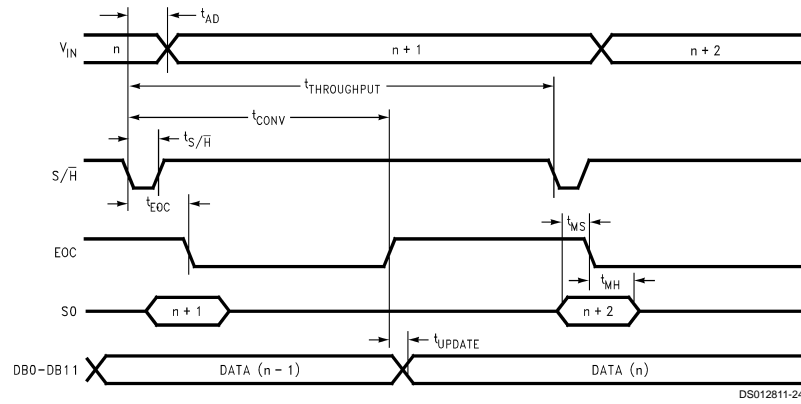 tAD
VIN n n + 1 n + 2
tTHROUGHPUT
tCONV
tS/H̅
S/H̅
tEOC
tMS
EOC
tMH
S0 n + 1 n + 2
tUPDATE
DB0-DB11 DATA (n - 1) DATA (n)
DS012811-24